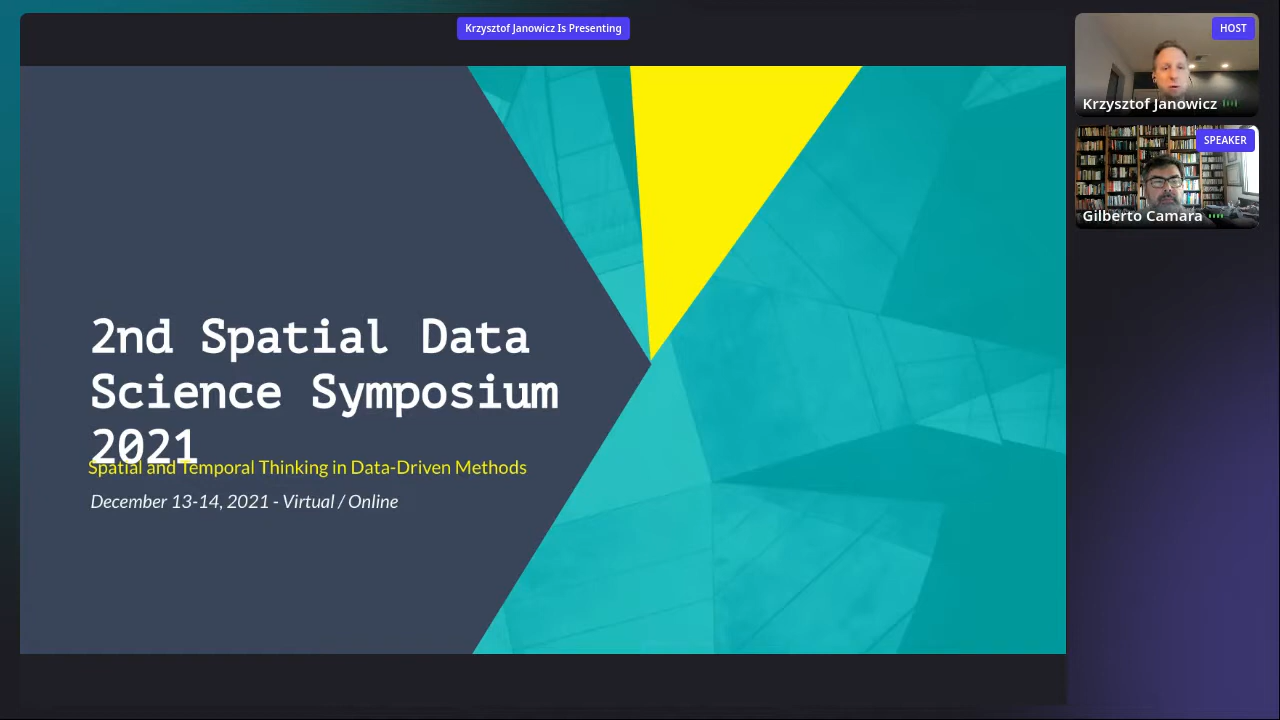 Krzysztof Janowicz Is Presenting
HOST
Krzysztof Janowicz
SPEAKER
Gilberto Camara
2nd Spatial Data
Science Symposium
2021
Spatial and Temporal Thinking in Data-Driven Methods
December 13-14, 2021 - Virtual / Online